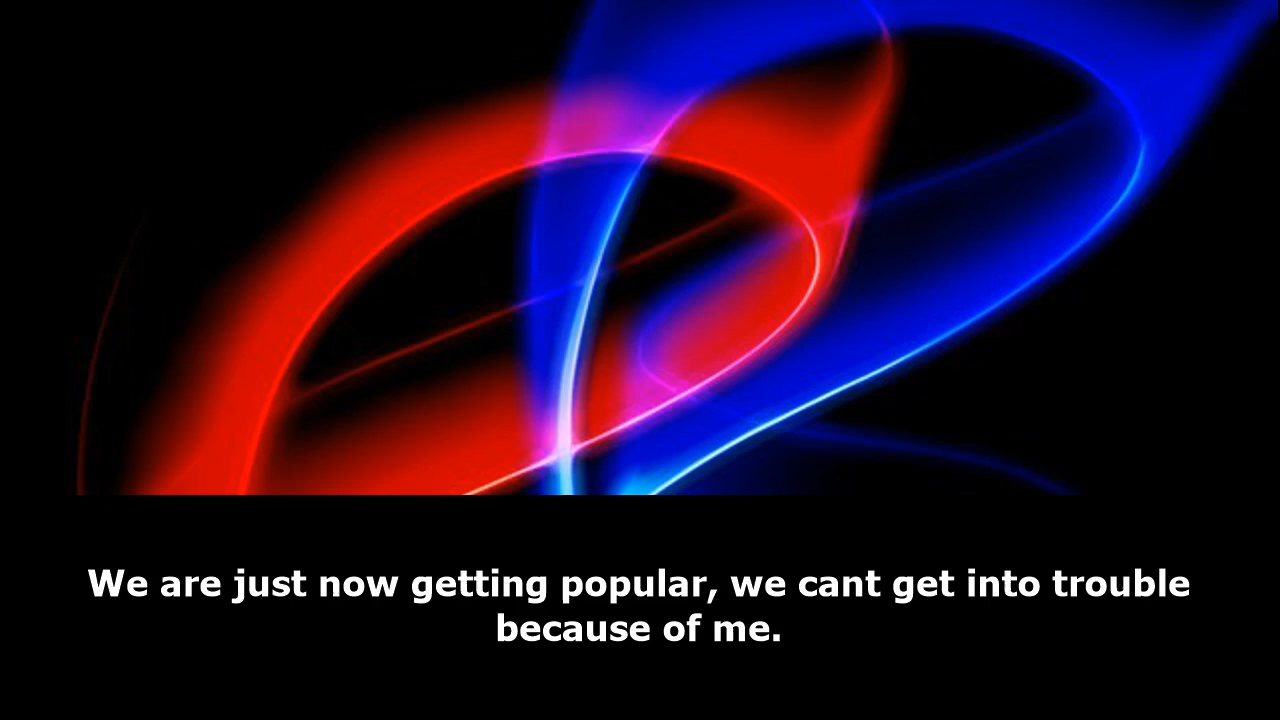 We are just now getting popular, we cant get into trouble
because of me.